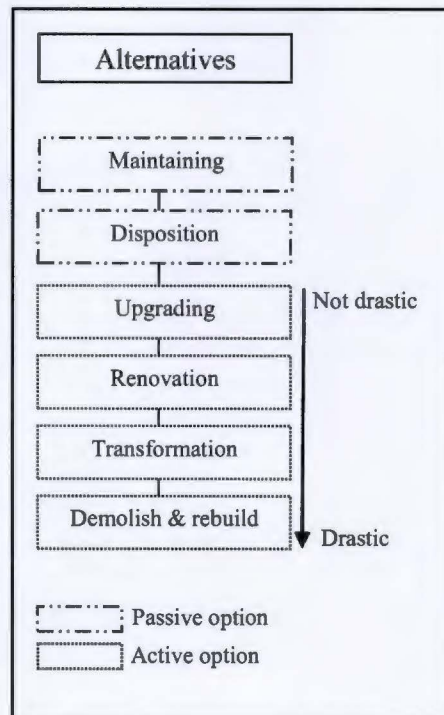 Alternatives
Maintaining
Disposition
Upgrading
Not drastic
Renovation
Transformation
Demolish & rebuild
Drastic
Passive option
Active option